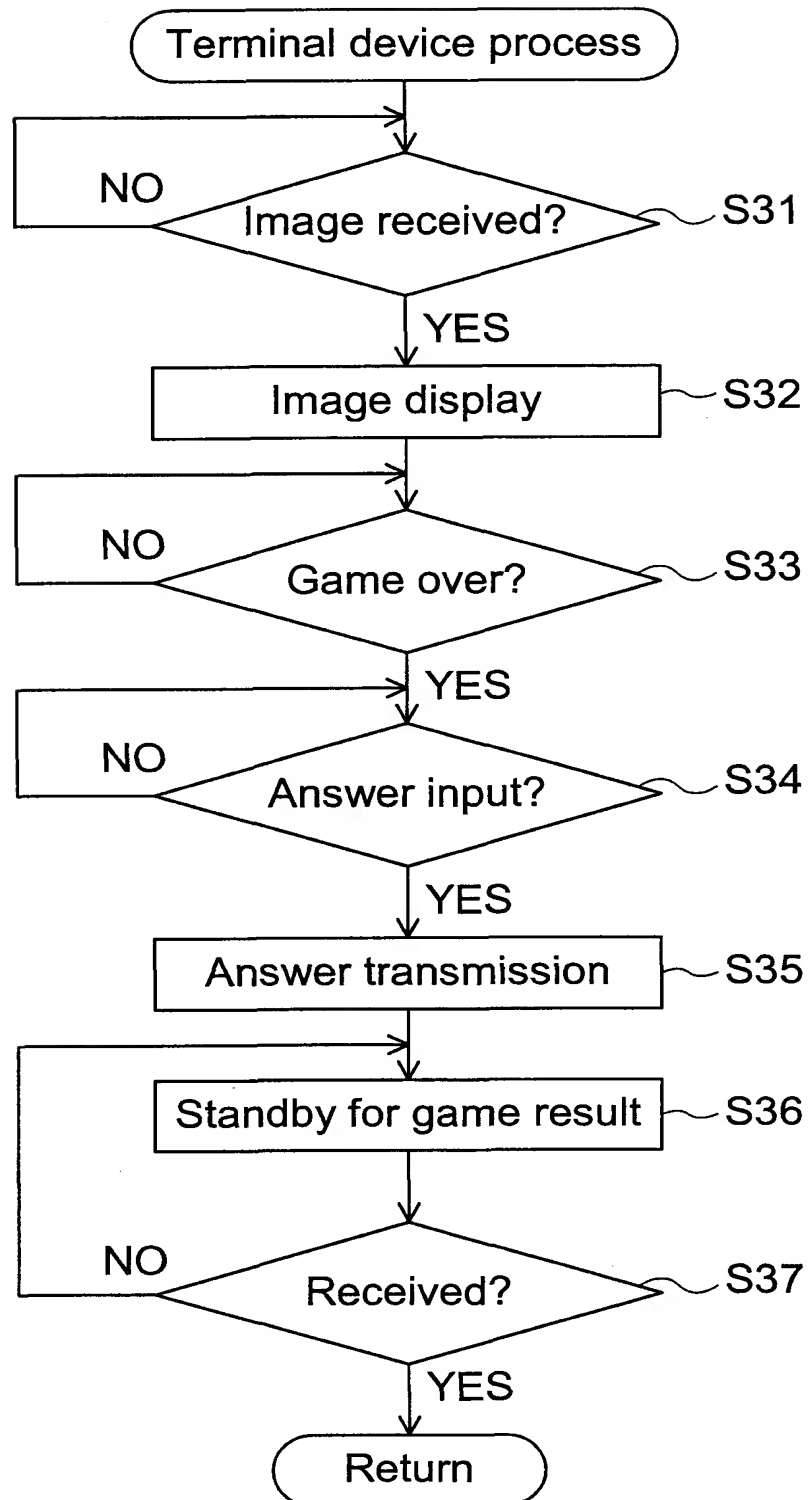 Terminal device process
NO
Image received?
S31
YES
Image display
S32
NO
Game over?
S33
YES
NO
Answer input?
S34
YES
Answer transmission
S35
Standby for game result
S36
NO
Received?
S37
YES
Return